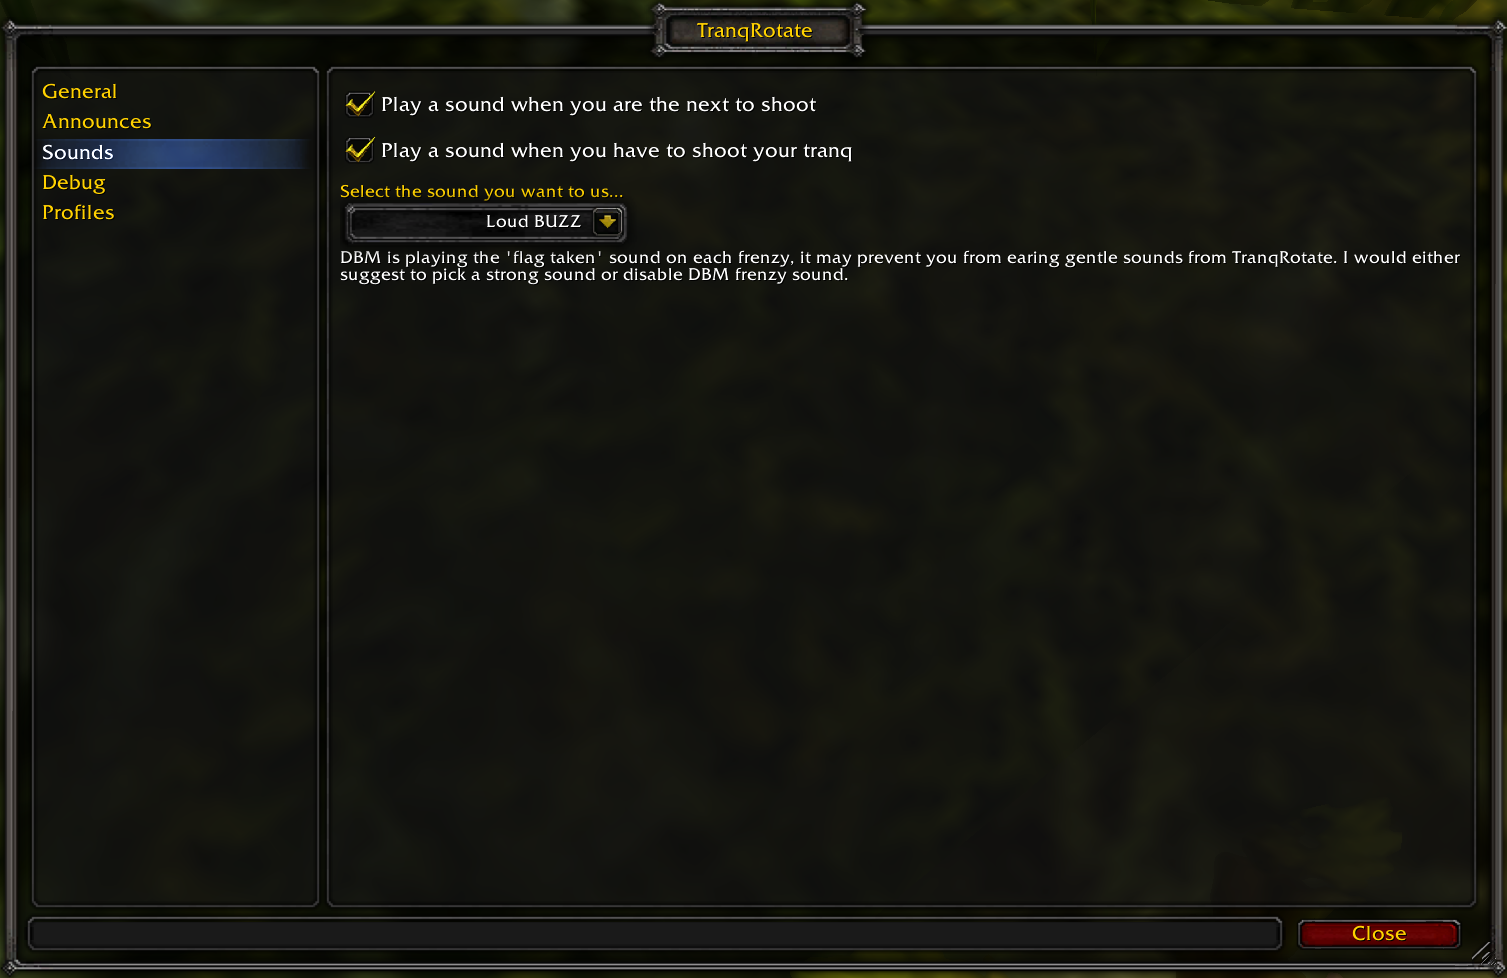 TranqRotate
General
Announces
Sounds
Debug
Profiles
Play a sound when you are the next to shoot
Play a sound when you have to shoot your tranq
Select the sound you want to us...
Loud BUZZ
DBM is playing the 'flag taken' sound on each frenzy, it may prevent you from earing gentle sounds from TranqRotate. I would either
suggest to pick a strong sound or disable DBM frenzy sound.
Close